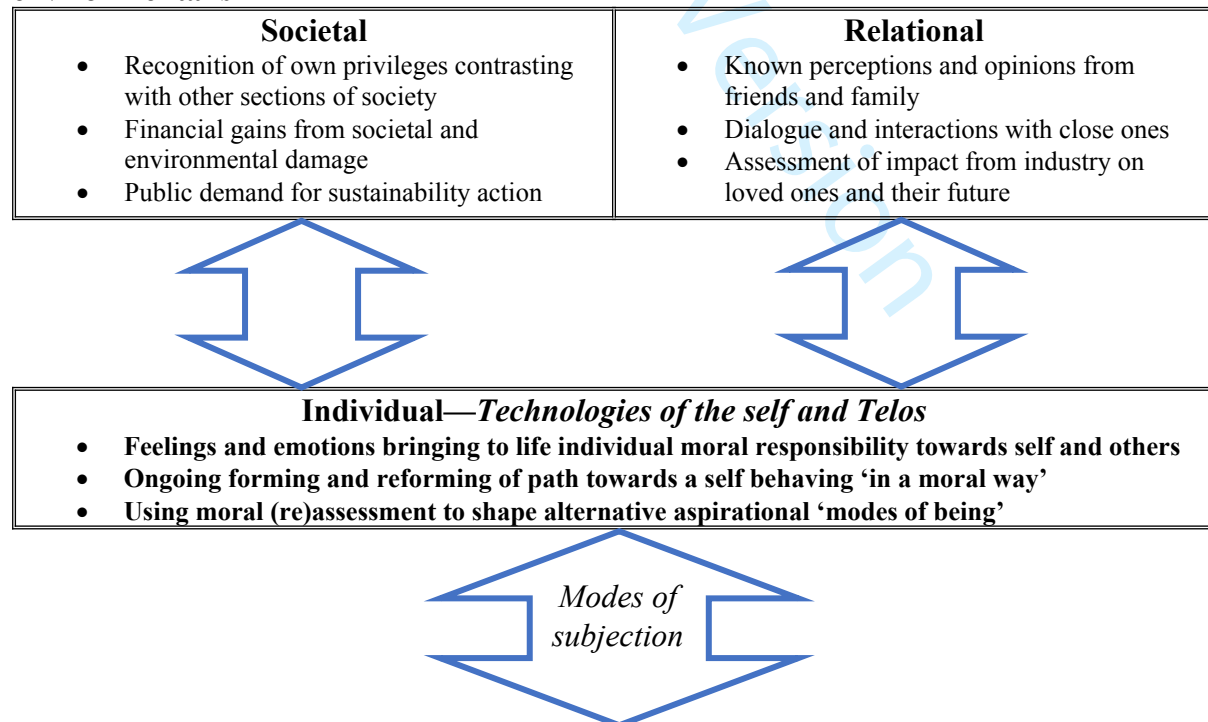 Societal
• Recognition of own privileges contrasting
with other sections of society
• Financial gains from societal and
environmental damage
• Public demand for sustainability action
Relational
• Known perceptions and opinions from
friends and family
• Dialogue and interactions with close ones
• Assessment of impact from industry on
loved ones and their future
Version
Individual—Technologies of the self and Telos
• Feelings and emotions bringing to life individual moral responsibility towards self and others
• Ongoing forming and reforming of path towards a self behaving ‘in a moral way’
• Using moral (re)assessment to shape alternative aspirational ‘modes of being’
Modes of
subjection